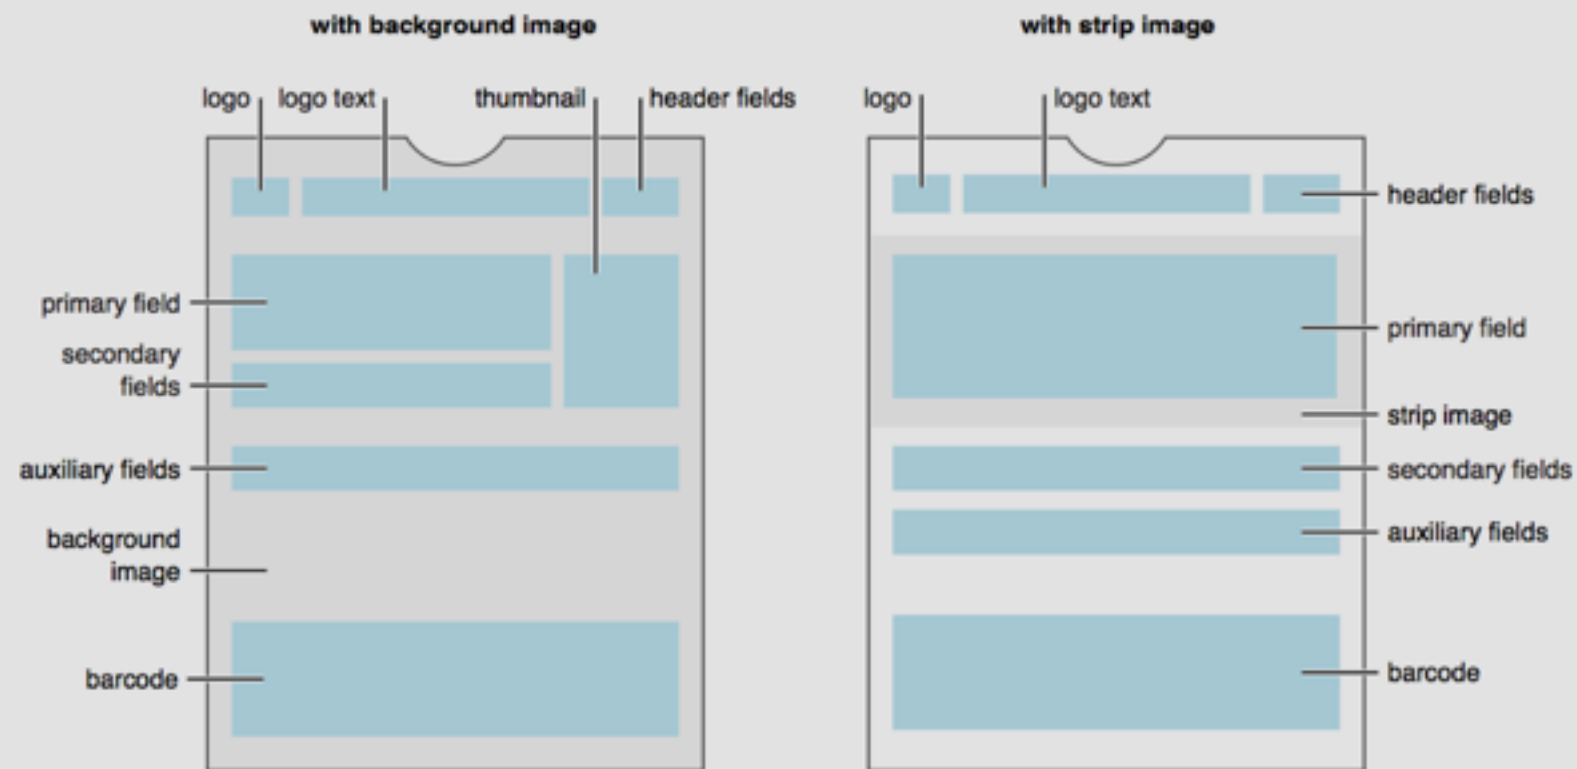 with background image
logo logo text thumbnail header fields
primary field
secondary
fields
auxiliary fields
background
image
barcode
with strip image
logo logo text
header fields
primary field
strip image
secondary fields
auxiliary fields
barcode